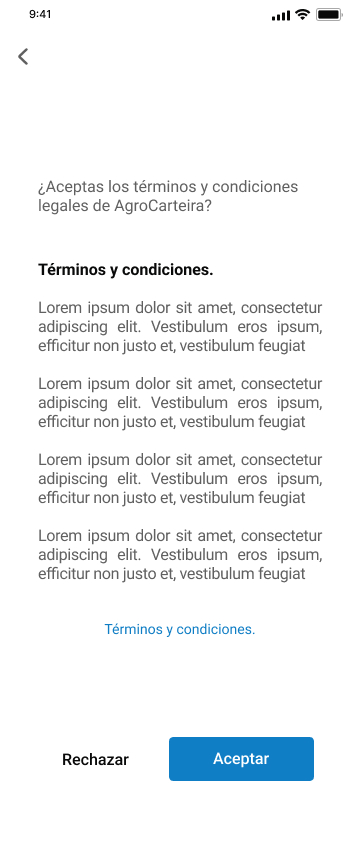 9:41
¿Aceptas los términos y condiciones
legales de AgroCarteira?
Términos y condiciones.
Lorem ipsum dolor sit amet, consectetur
adipiscing elit. Vestibulum eros ipsum,
efficitur non justo et, vestibulum feugiat
Lorem ipsum dolor sit amet, consectetur
adipiscing elit. Vestibulum eros ipsum,
efficitur non justo et, vestibulum feugiat
Lorem ipsum dolor sit amet, consectetur
adipiscing elit. Vestibulum eros ipsum,
efficitur non justo et, vestibulum feugiat
Lorem ipsum dolor sit amet, consectetur
adipiscing elit. Vestibulum eros ipsum,
efficitur non justo et, vestibulum feugiat
Términos y condiciones.
Rechazar Aceptar